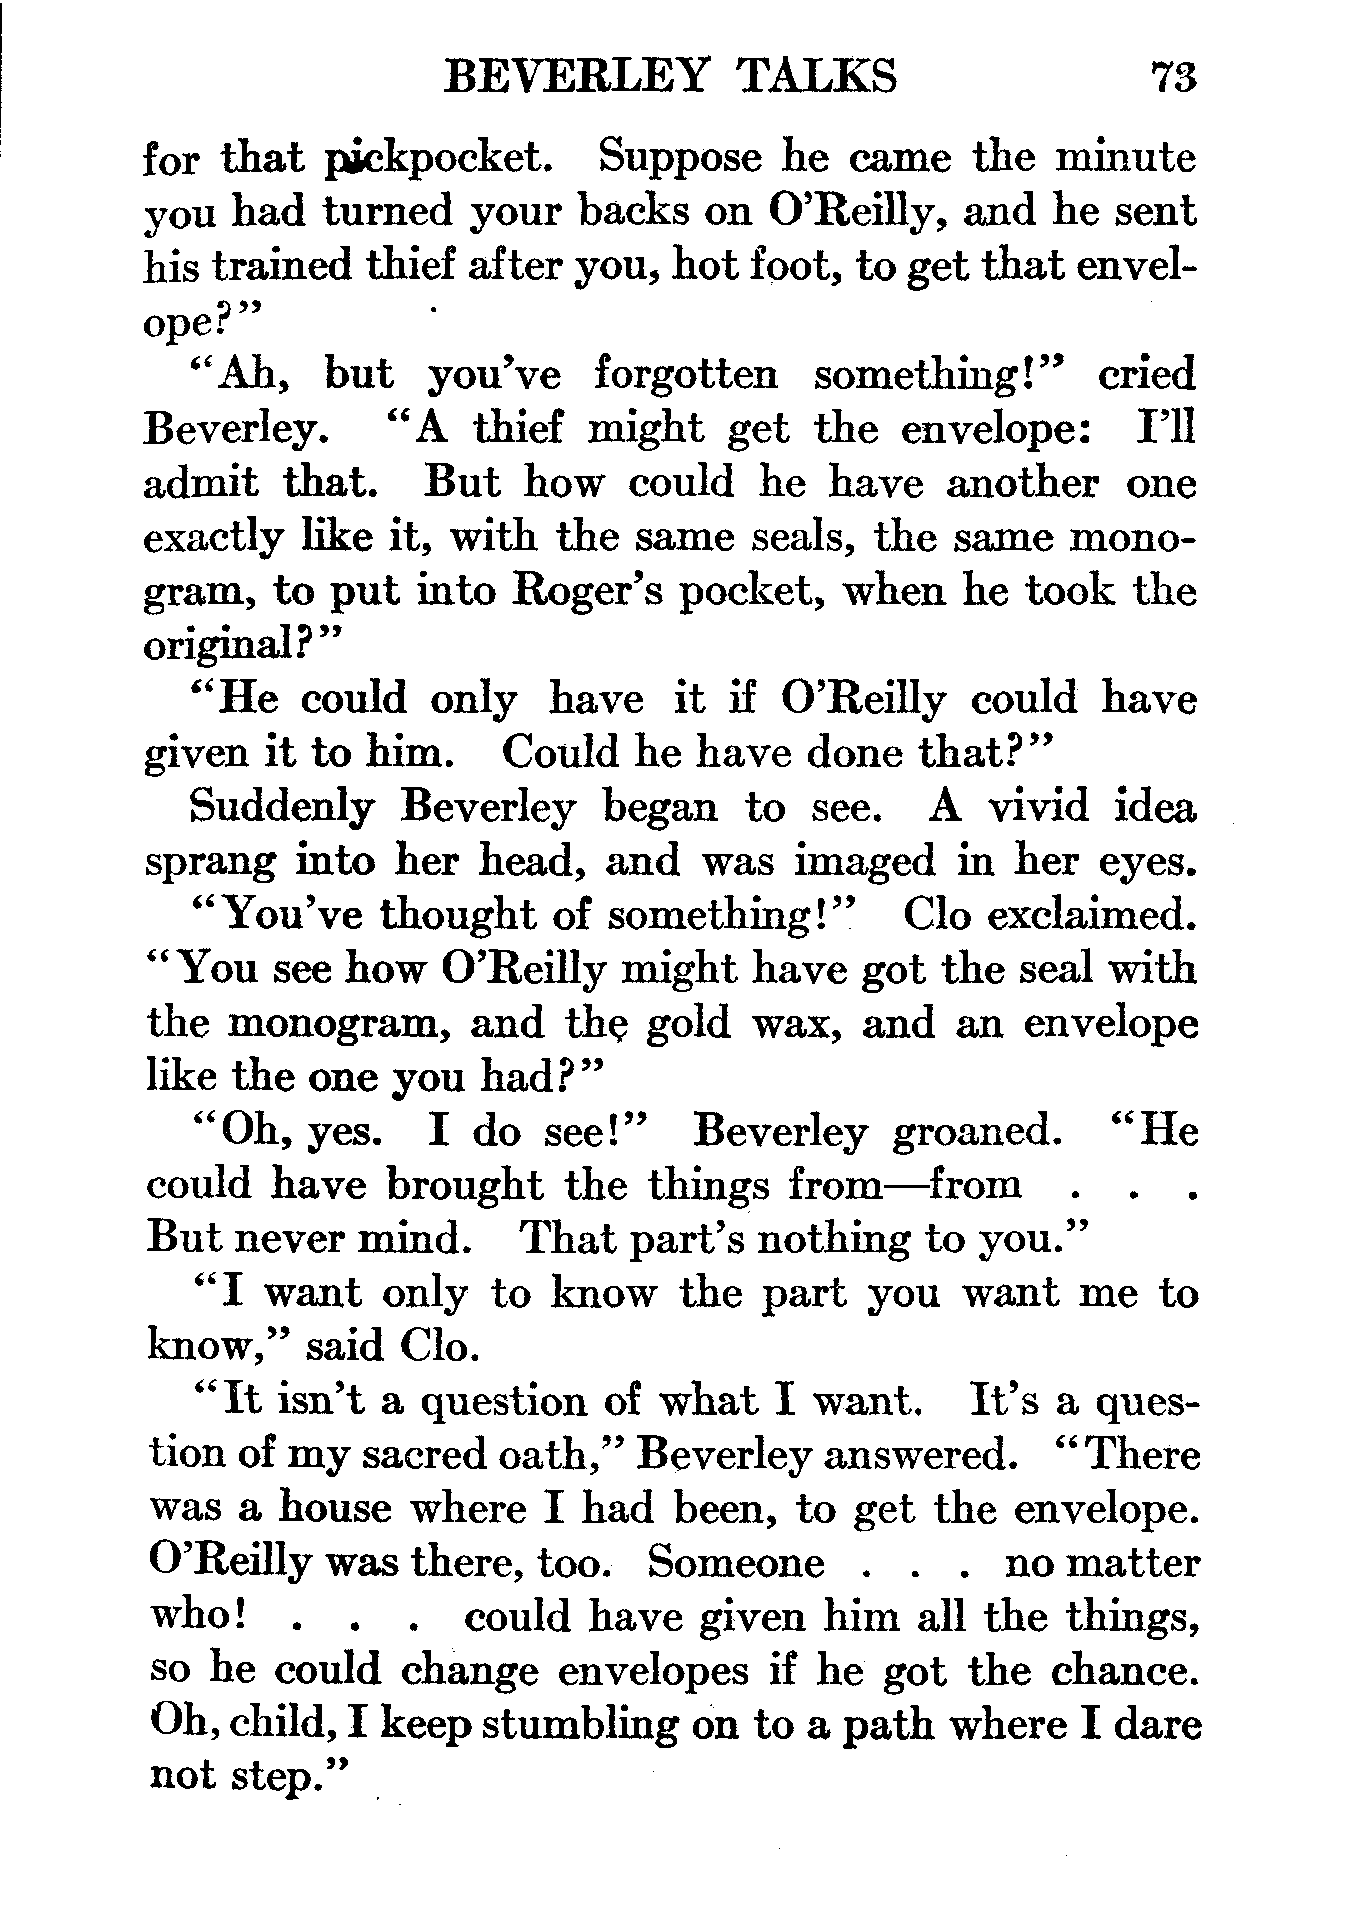 BEVERLEY TALKS 73
for that pickpocket. Suppose he came the minute
you had turned your backs on O'Reilly, and he sent
his trained thief after you, hot foot, to get that envel-
ope?"
"Ah, but you've forgotten something!" cried
Beverley. "A thief might get the envelope: I'll
admit that. But how could he have another one
exactly like it, with the same seals, the same mono-
gram, to put into Roger's pocket, when he took the
original?"
"He could only have it if O'Reilly could have
given it to him. Could he have done that?"
Suddenly Beverley began to see. A vivid idea
sprang into her head, and was imaged in her eyes.
"You've thought of something!" Clo exclaimed.
"You see how O'Reilly might have got the seal with
the monogram, and the gold wax, and an envelope
like the one you had?"
"Oh, yes. I do see!" Beverley groaned. "He
could have brought the things from—from . . .
But never mind. That part's nothing to you."
"I want only to know the part you want me to
know," said Clo.
"It isn't a question of what I want. It's a ques-
tion of my sacred oath," Beverley answered. "There
was a house where I had been, to get the envelope.
O'Reilly was there, too. Someone . . . no matter
who! . . . could have given him all the things,
so he could change envelopes if he got the chance.
Oh, child, I keep stumbling on to a path where I dare
not step."